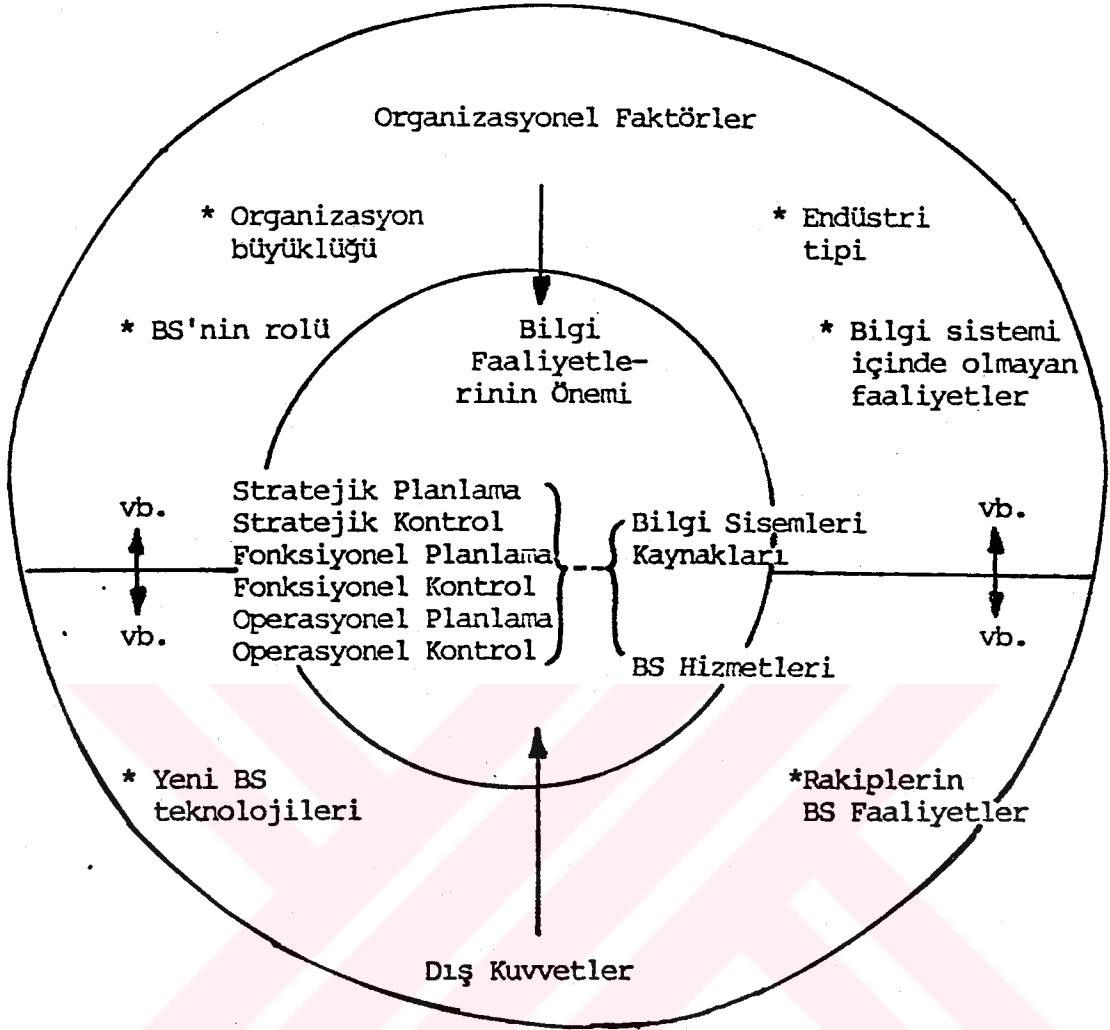 Organizasyonel Faktörler
* Organizasyon
büyüklüğü
* Endüstri
tipi
* BS'nin rolü
Bilgi
Faaliyetle-
rinin Önemi
* Bilgi sistemi
içinde olmayan
faaliyetler
vb.
vb.
Stratejik Planlama
Stratejik Kontrol
Fonksiyonel Planlama
Fonksiyonel Kontrol
Operasyonel Planlama
Operasyonel Kontrol
Bilgi Sisemleri
Kaynakları
BS Hizmetleri
vb.
vb.
* Yeni BS
teknolojileri
*Rakiplerin
BS Faaliyetler
Dış Kuvvetler